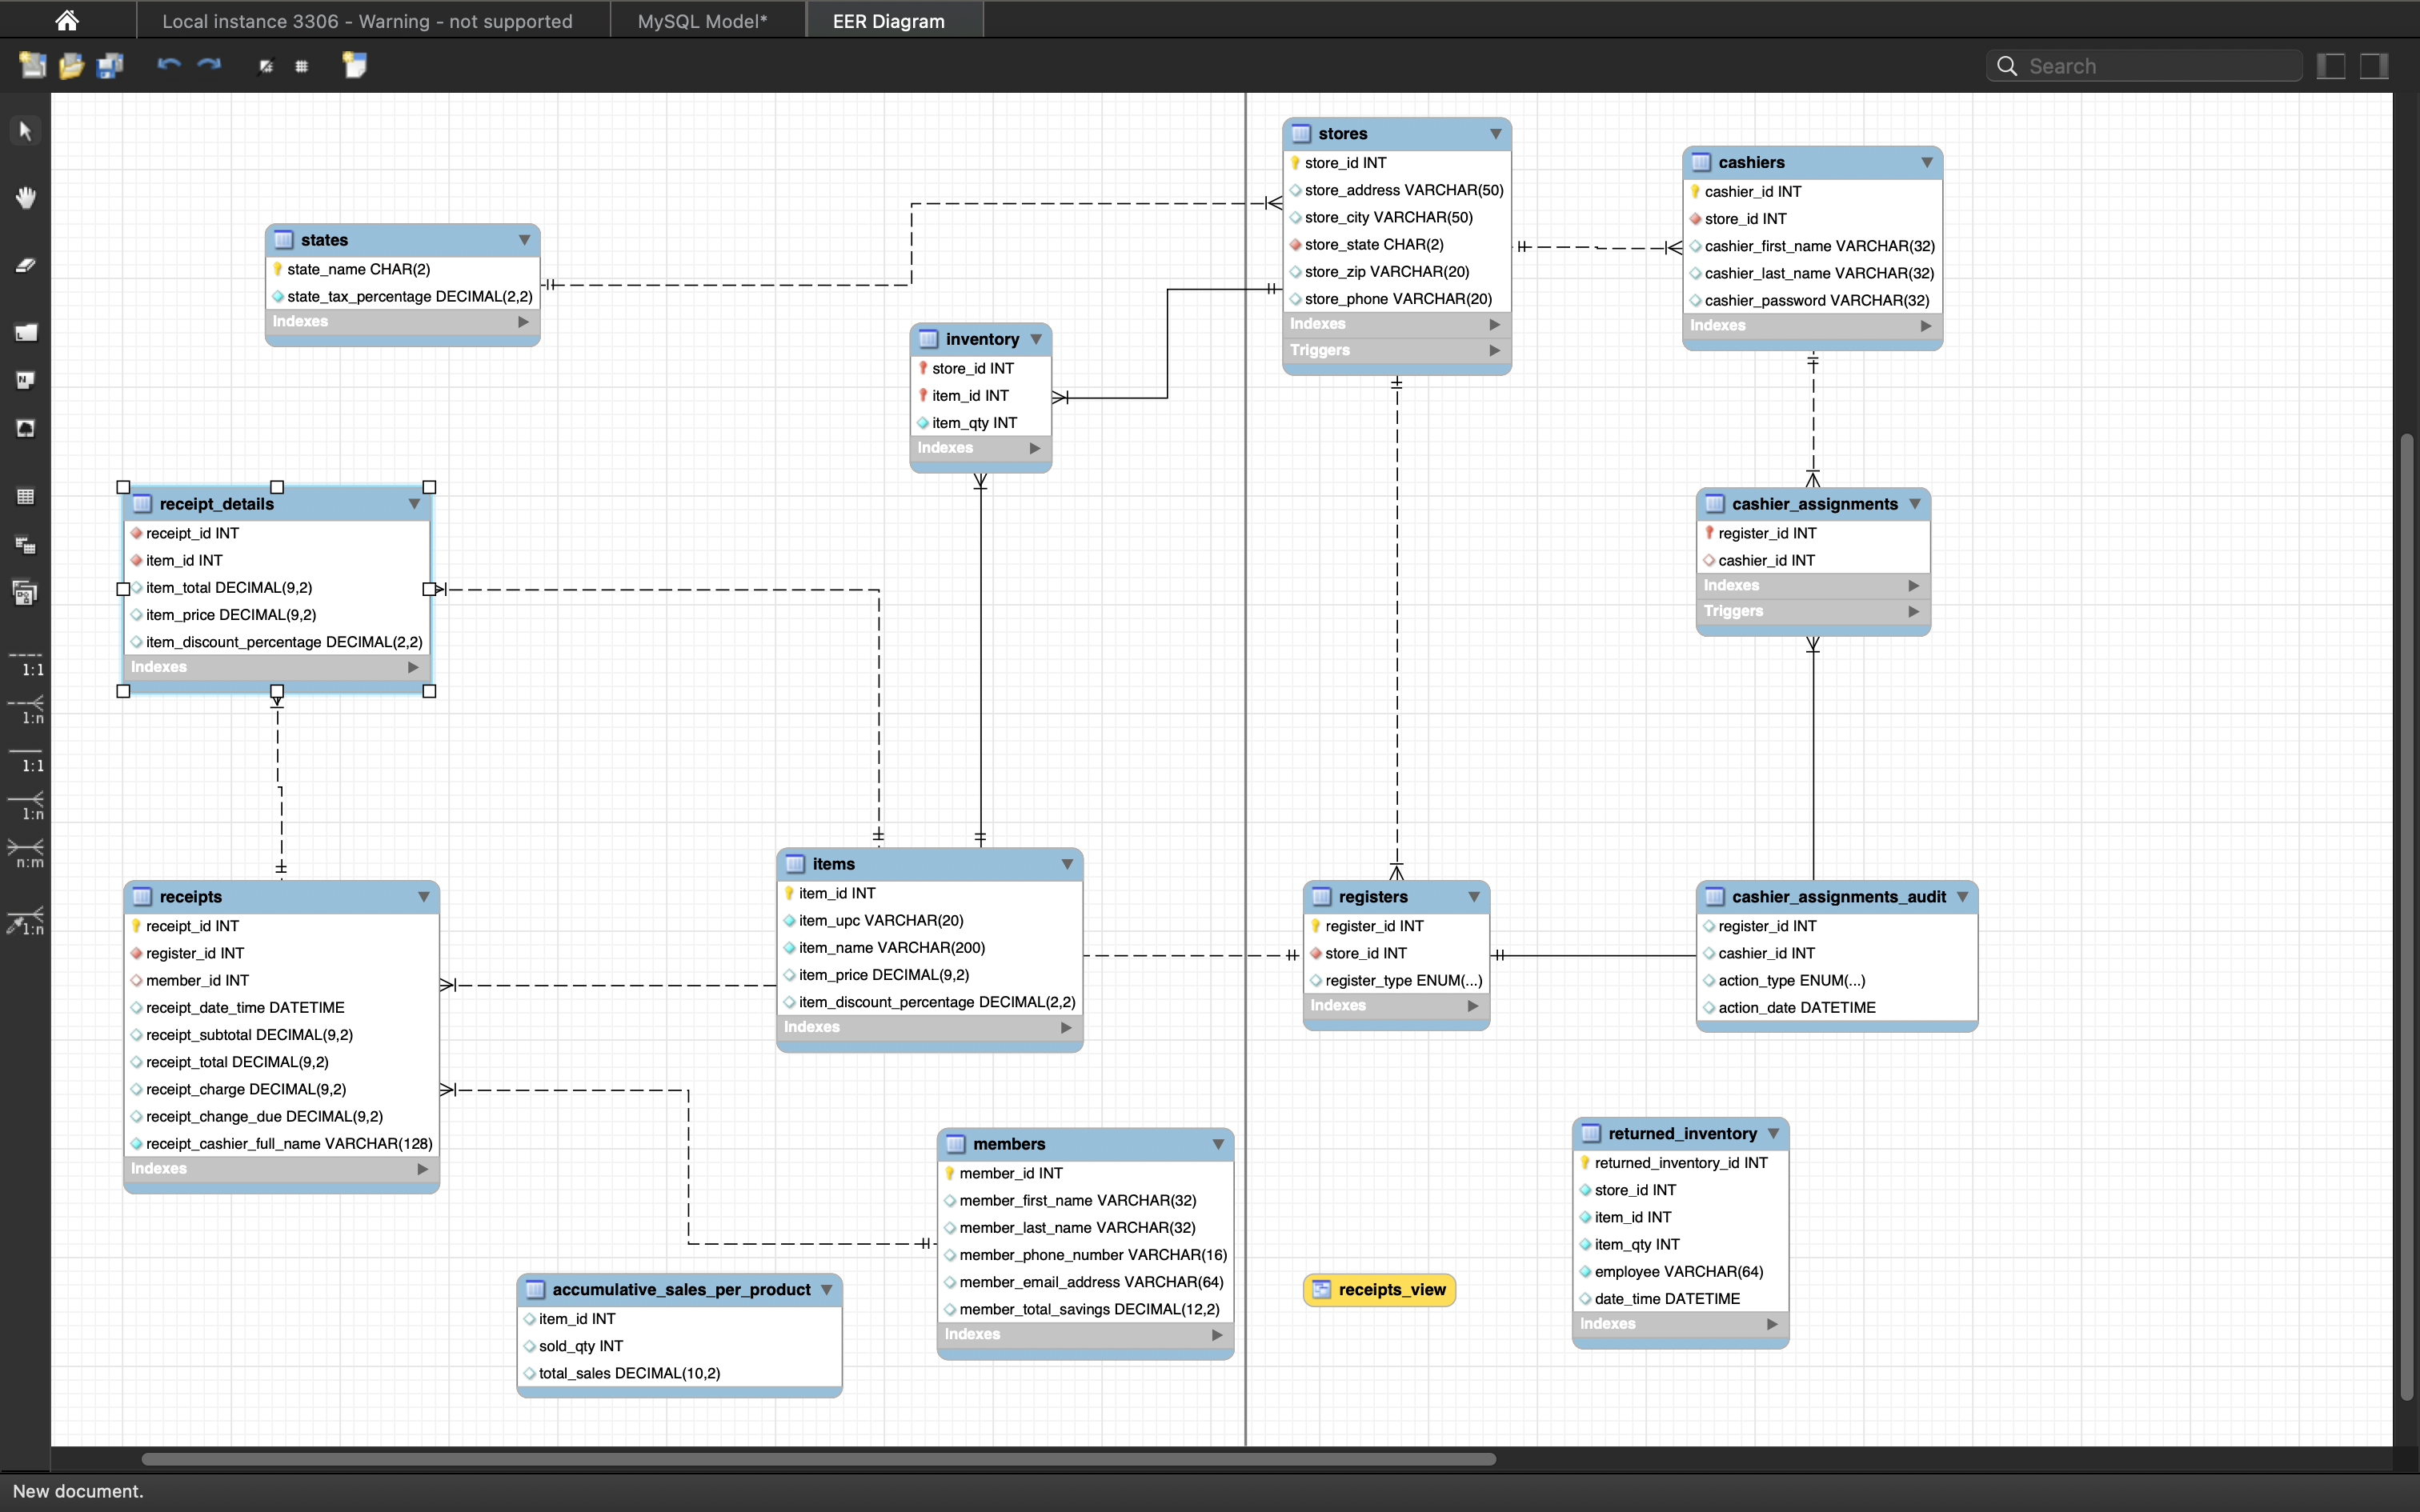 Local instance 3306 - Warning - not supported
MySQL Model*
EER Diagram
Search
states
state_name CHAR(2)
state_tax_percentage DECIMAL(2,2)
Indexes
stores
store_id INT
store_address VARCHAR(50)
store_city VARCHAR(50)
store_state CHAR(2)
store_zip VARCHAR(20)
store_phone VARCHAR(20)
Indexes
Triggers
cashiers
cashier_id INT
store_id INT
cashier_first_name VARCHAR(32)
cashier_last_name VARCHAR(32)
cashier_password VARCHAR(32)
Indexes
inventory
store_id INT
item_id INT
item_qty INT
Indexes
receipt_details
receipt_id INT
item_id INT
item_total DECIMAL(9,2)
item_price DECIMAL(9,2)
item_discount_percentage DECIMAL(2,2)
Indexes
cashier_assignments
register_id INT
cashier_id INT
Indexes
Triggers
1:1
1:n
1:1
1:n
n:m
1:n
receipts
receipt_id INT
register_id INT
member_id INT
receipt_date_time DATETIME
receipt_subtotal DECIMAL(9,2)
receipt_total DECIMAL(9,2)
receipt_charge DECIMAL(9,2)
receipt_change_due DECIMAL(9,2)
receipt_cashier_full_name VARCHAR(128)
Indexes
items
item_id INT
item_upc VARCHAR(20)
item_name VARCHAR(200)
item_price DECIMAL(9,2)
item_discount_percentage DECIMAL(2,2)
Indexes
registers
register_id INT
store_id INT
register_type ENUM(...)
Indexes
cashier_assignments_audit
register_id INT
cashier_id INT
action_type ENUM(...)
action_date DATETIME
members
member_id INT
member_first_name VARCHAR(32)
member_last_name VARCHAR(32)
member_phone_number VARCHAR(16)
member_email_address VARCHAR(64)
member_total_savings DECIMAL(12,2)
Indexes
returned_inventory
returned_inventory_id INT
store_id INT
item_id INT
item_qty INT
employee VARCHAR(64)
date_time DATETIME
Indexes
accumulative_sales_per_product
item_id INT
sold_qty INT
total_sales DECIMAL(10,2)
receipts_view
New document.